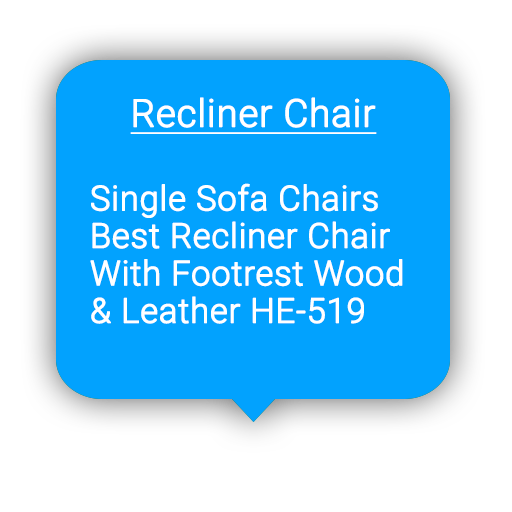 Recliner Chair
Single Sofa Chairs
Best Recliner Chair
With Footrest Wood
& Leather HE-519